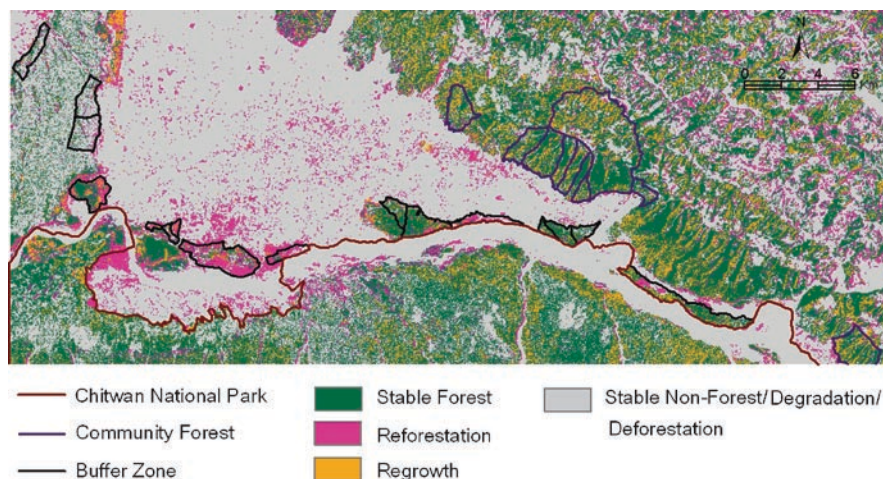 N
0 2 4 6
Chitwan National Park
Community Forest
Buffer Zone
Stable Forest
Reforestation
Regrowth
Stable Non-Forest/Degradation/
Deforestation